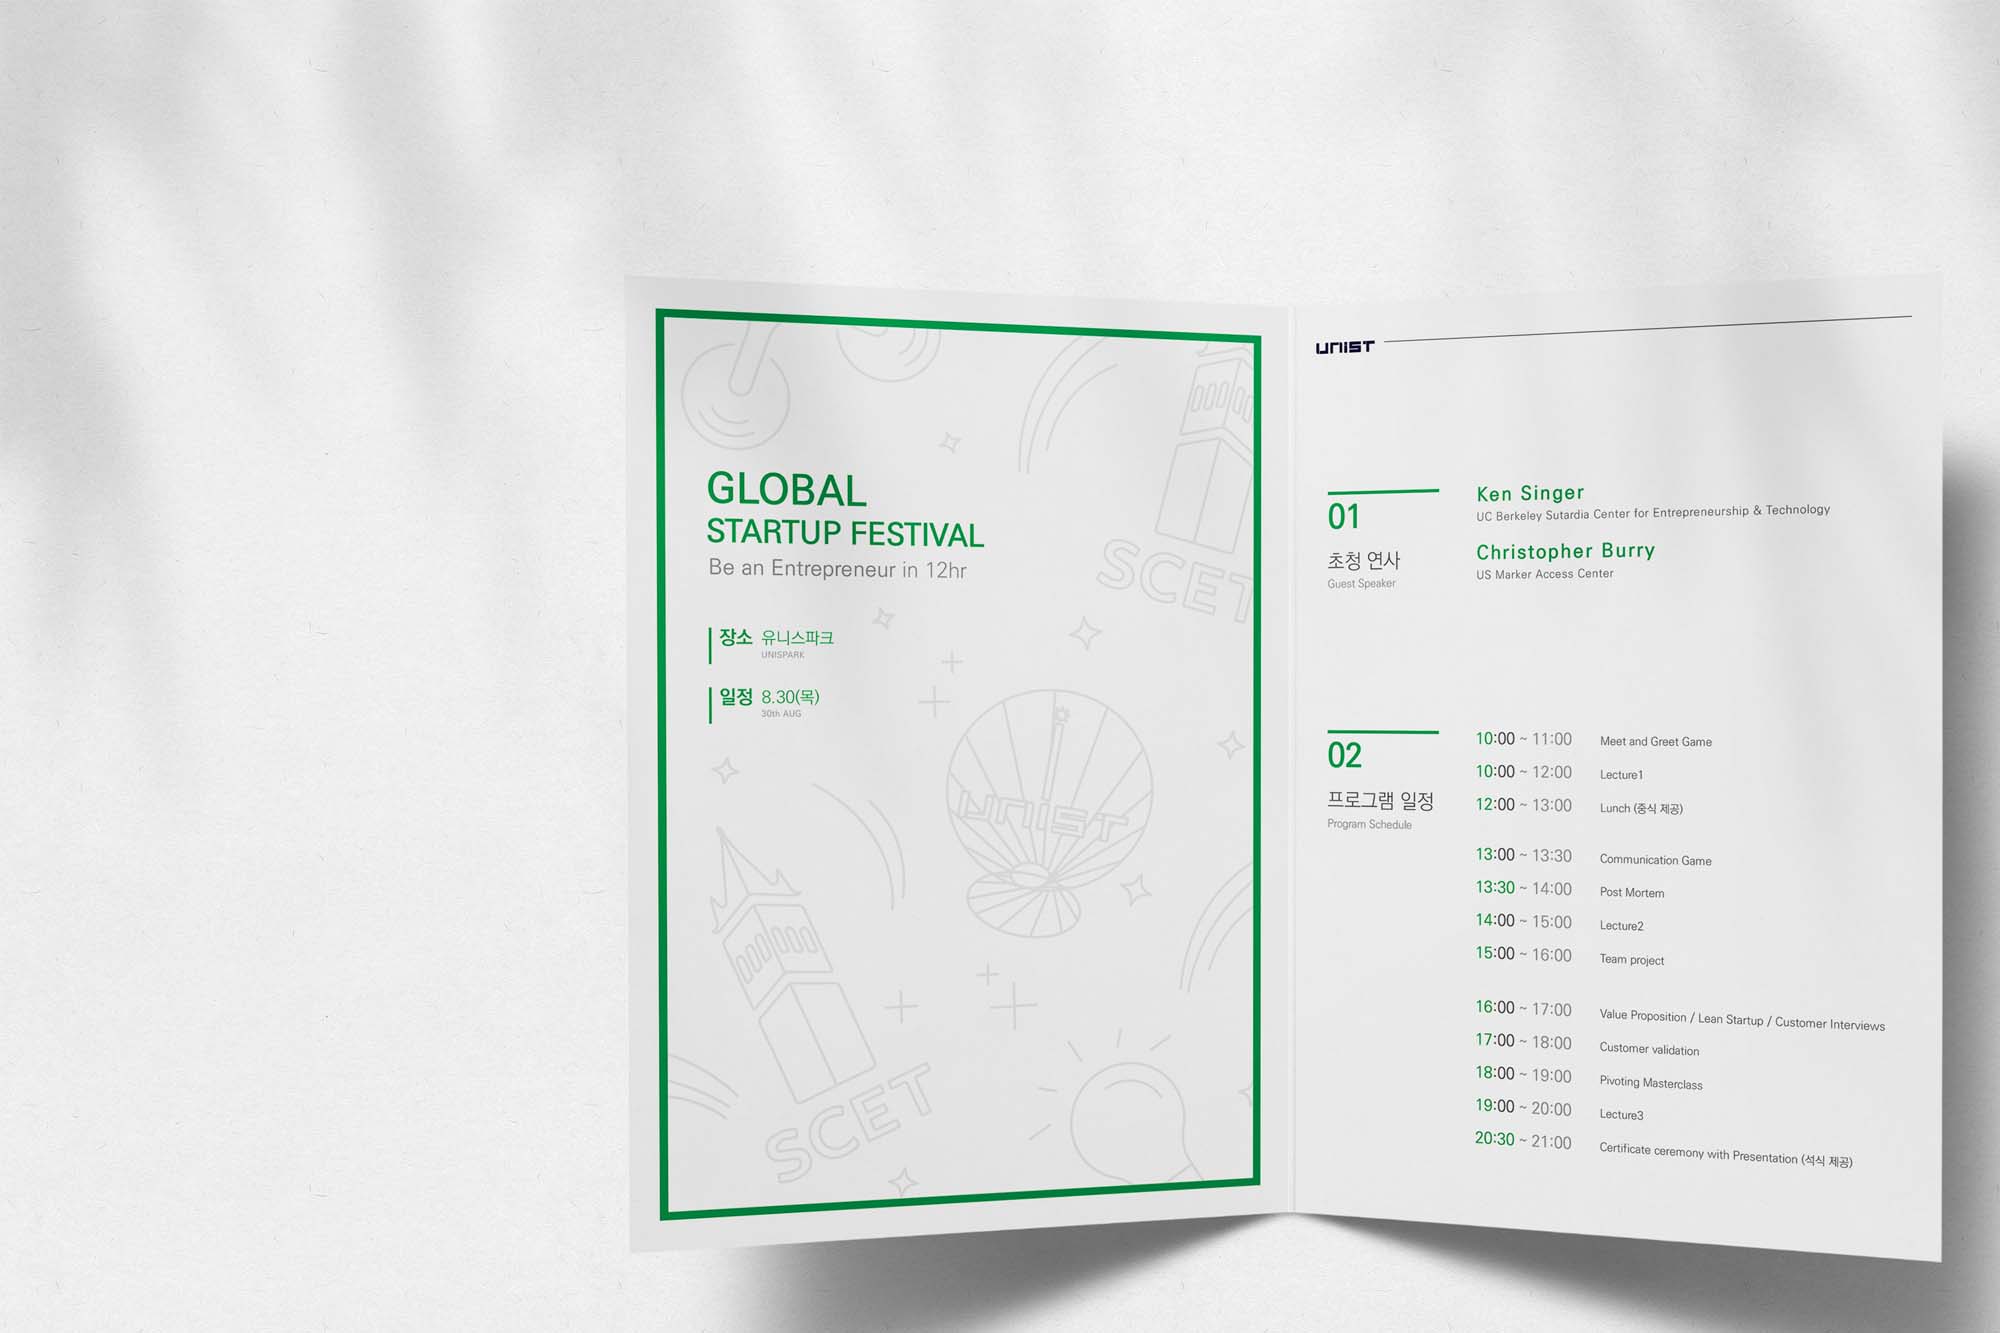 GLOBAL
STARTUP FESTIVAL
Be an Entrepreneur in 12hr
장소 유니스파크
UNISPARK
일정 8.30(목)
30th AUG
SCET
UNIST
SCET
UNIST
01
초청 연사
Guest Speaker
Ken Singer
UC Berkeley Sutardia Center for Entrepreneurship & Technology
Christopher Burry
US Marker Access Center
02
프로그램 일정
Program Schedule
10:00 ~ 11:00 Meet and Greet Game
10:00 ~ 12:00 Lecture1
12:00 ~ 13:00 Lunch (중식 제공)
13:00 ~ 13:30 Communication Game
13:30 ~ 14:00 Post Mortem
14:00 ~ 15:00 Lecture2
15:00 ~ 16:00 Team project
16:00 ~ 17:00 Value Proposition / Lean Startup / Customer Interviews
17:00 ~ 18:00 Customer validation
18:00 ~ 19:00 Pivoting Masterclass
19:00 ~ 20:00 Lecture3
20:30 ~ 21:00 Certificate ceremony with Presentation (석식 제공)